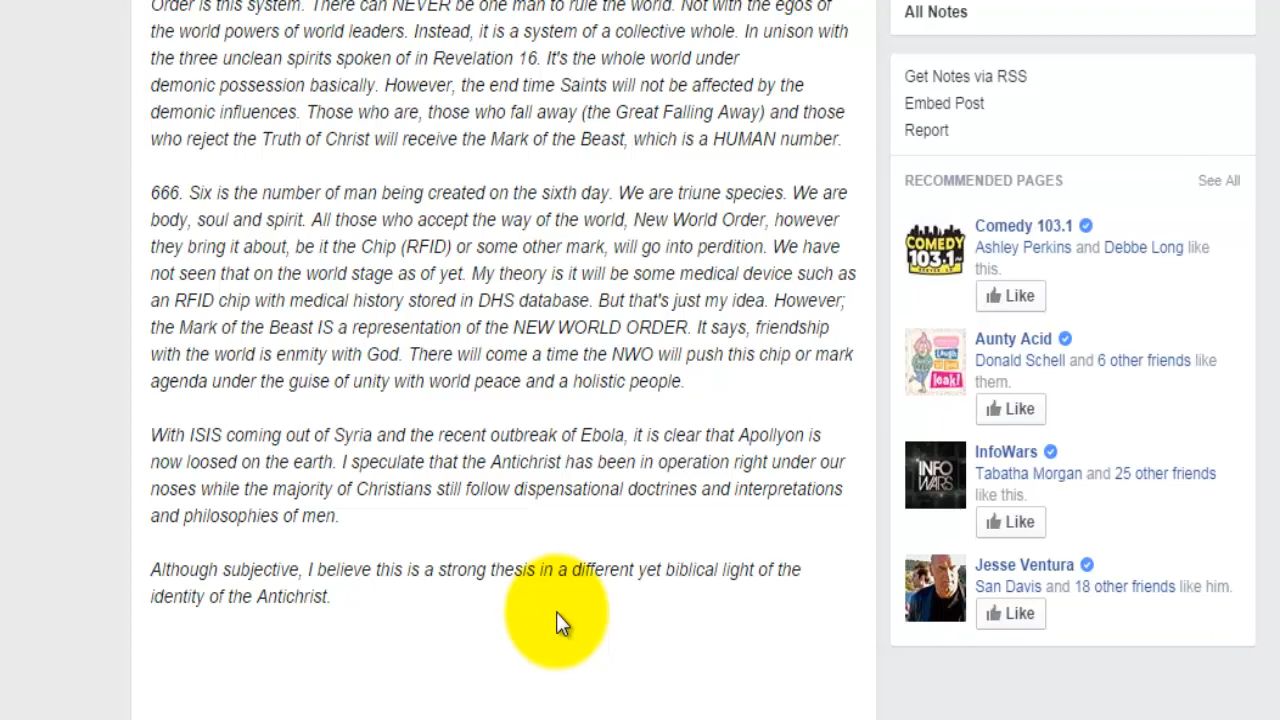 Order is this system. There can NEVER be one man to rule the world. Not with the egos of
the world powers of world leaders. Instead, it is a system of a collective whole. In unison with
the three unclean spirits spoken of in Revelation 16. It's the whole world under
demonic possession basically. However, the end time Saints will not be affected by the
demonic influences. Those who are, those who fall away (the Great Falling Away) and those
who reject the Truth of Christ will receive the Mark of the Beast, which is a HUMAN number.
666. Six is the number of man being created on the sixth day. We are triune species. We are
body, soul and spirit. All those who accept the way of the world, New World Order, however
they bring it about, be it the Chip (RFID) or some other mark, will go into perdition. We have
not seen that on the world stage as of yet. My theory is it will be some medical device such as
an RFID chip with medical history stored in DHS database. But that's just my idea. However;
the Mark of the Beast IS a representation of the NEW WORLD ORDER. It says, friendship
with the world is enmity with God. There will come a time the NWO will push this chip or mark
agenda under the guise of unity with world peace and a holistic people.
With ISIS coming out of Syria and the recent outbreak of Ebola, it is clear that Apollyon is
now loosed on the earth. I speculate that the Antichrist has been in operation right under our
noses while the majority of Christians still follow dispensational doctrines and interpretations
and philosophies of men.
Although subjective, I believe this is a strong thesis in a different yet biblical light of the
identity of the Antichrist.
All Notes
Get Notes via RSS
Embed Post
Report
RECOMMENDED PAGES See All
COMEDY
103.1
Comedy 103.1
Ashley Perkins and Debbe Long like
this.
Like
Aunty Acid
Donald Schell and 6 other friends like
them.
Like
INFO
WARS
InfoWars
Tabatha Morgan and 25 other friends
like this.
Like
Jesse Ventura
San Davis and 18 other friends like him.
Like